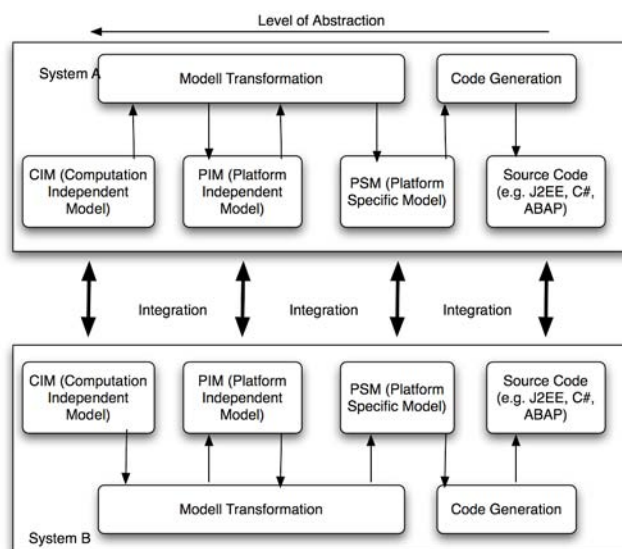 Level of Abstraction
System A
Modell Transformation
Code Generation
CIM (Computation
Independent
Model)
PIM (Platform
Independent
Model)
PSM (Platform
Specific Model)
Source Code
(e.g. J2EE, C#,
ABAP)
Integration
Integration
Integration
CIM (Computation
Independent
Model)
PIM (Platform
Independent
Model)
PSM (Platform
Specific Model)
Source Code
(e.g. J2EE, C#,
ABAP)
Modell Transformation
Code Generation
System B